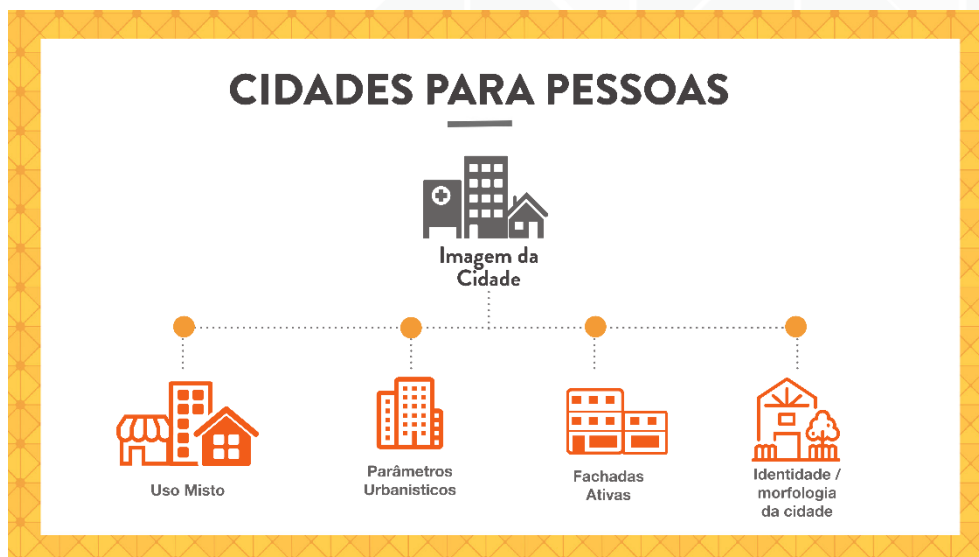 CIDADES PARA PESSOAS
Imagem da
Cidade
Uso Misto
Parâmetros
Urbanisticos
Fachadas
Ativas
Identidade /
morfologia
da cidade